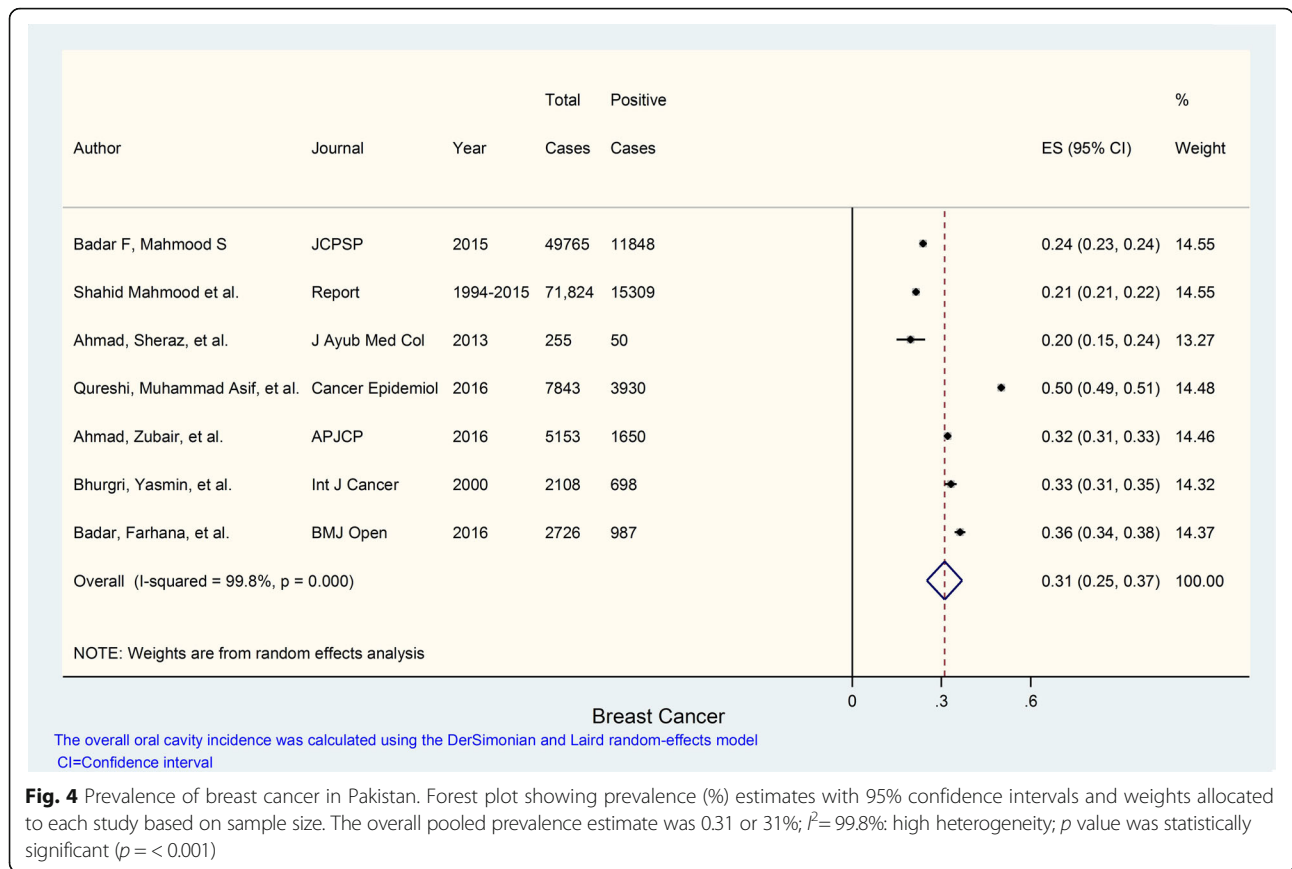 Total Positive %
Author Journal Year Cases Cases ES (95% CI) Weight
Badar F, Mahmood S JCPSP 2015 49765 11848 0.24 (0.23, 0.24) 14.55
Shahid Mahmood et al. Report 1994-2015 71,824 15309 0.21 (0.21, 0.22) 14.55
Ahmad, Sheraz, et al. J Ayub Med Col 2013 255 50 0.20 (0.15, 0.24) 13.27
Qureshi, Muhammad Asif, et al. Cancer Epidemiol 2016 7843 3930 0.50 (0.49, 0.51) 14.48
Ahmad, Zubair, et al. APJCP 2016 5153 1650 0.32 (0.31, 0.33) 14.46
Bhurgri, Yasmin, et al. Int J Cancer 2000 2108 698 0.33 (0.31, 0.35) 14.32
Badar, Farhana, et al. BMJ Open 2016 2726 987 0.36 (0.34, 0.38) 14.37
Overall (I-squared = 99.8%, p = 0.000) 0.31 (0.25, 0.37) 100.00
NOTE: Weights are from random effects analysis
0 .3 .6
Breast Cancer
The overall oral cavity incidence was calculated using the DerSimonian and Laird random-effects model
CI=Confidence interval
Fig. 4 Prevalence of breast cancer in Pakistan. Forest plot showing prevalence (%) estimates with 95% confidence intervals and weights allocated
to each study based on sample size. The overall pooled prevalence estimate was 0.31 or 31%; I²= 99.8%: high heterogeneity; p value was statistically
significant (p = < 0.001)